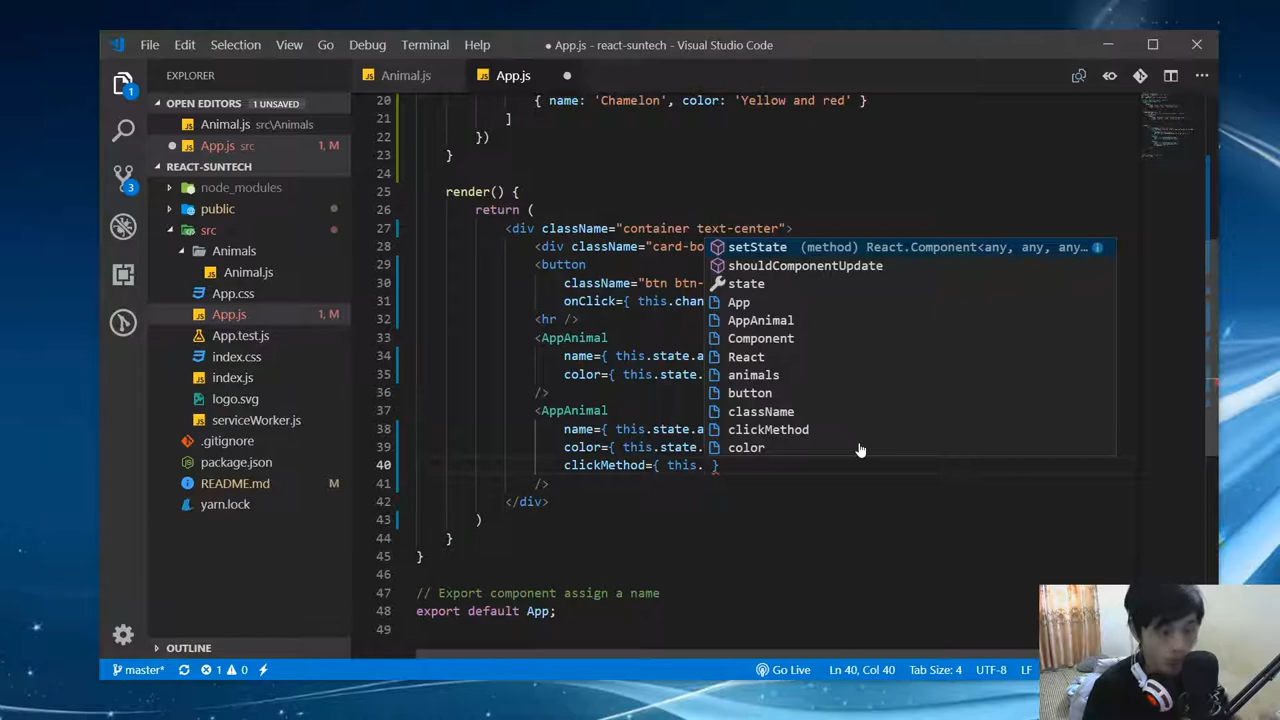 File Edit Selection View Go Debug Terminal Help
● App.js - react-suntech - Visual Studio Code
EXPLORER
OPEN EDITORS 1 UNSAVED
Animal.js src\Animals
App.js src 1, M
REACT-SUNTECH
node_modules
public
src
Animals
Animal.js
App.css
App.js 1, M
App.test.js
index.css
index.js
logo.svg
serviceWorker.js
.gitignore
package.json
README.md M
yarn.lock
OUTLINE
1
3
Animal.js App.js
20 { name: 'Chamelon', color: 'Yellow and red' }
21 ]
22 })
23 }
24
25 render() {
26 return (
27 <div className="container text-center">
28 <div className="card-bo
29 <button
30 className="btn btn-
31 onClick={ this.chan
32 <hr />
33 <AppAnimal
34 name={ this.state.a
35 color={ this.state.
36 />
37 <AppAnimal
38 name={ this.state.a
39 color={ this.state.
40 clickMethod={ this. }
41 />
42 </div>
43 )
44 }
45 }
46
47 // Export component assign a name
48 export default App;
49
setState (method) React.Component<any, any, any…
shouldComponentUpdate
state
App
AppAnimal
Component
React
animals
button
className
clickMethod
color
master* 1 0 Go Live Ln 40, Col 40 Tab Size: 4 UTF-8 LF